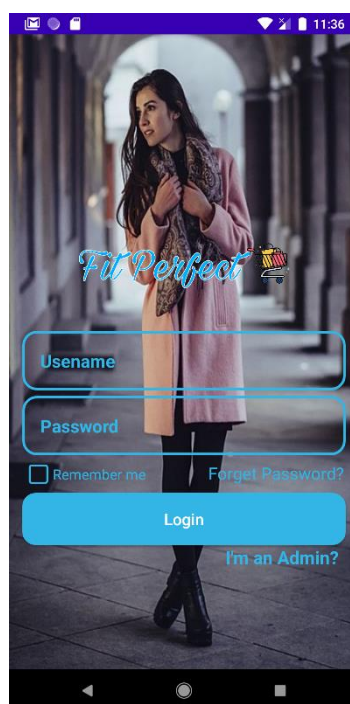 11:36
Fit Perfect
Usename
Password
Remember me
Forget Password?
Login
I'm an Admin?